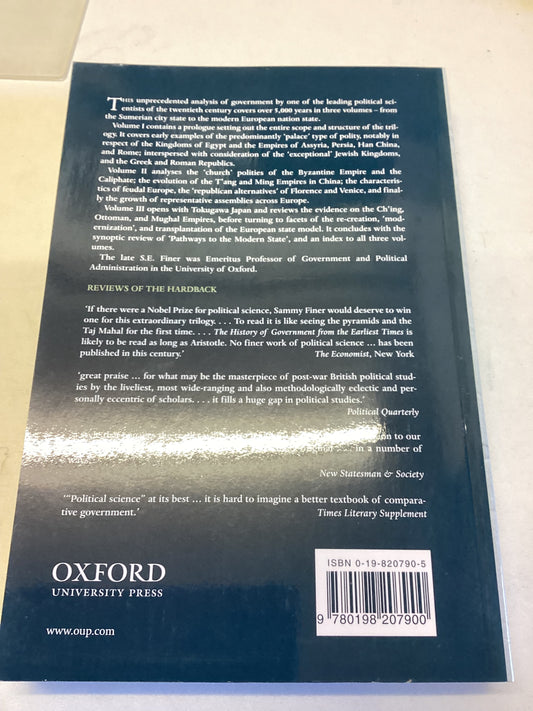 THIS unprecedented analysis of government by one of the leading political sci-
entists of the twentieth century covers over 5,000 years in three volumes – from
the Sumerian city state to the modern European nation state.
Volume I contains a prologue setting out the entire scope and structure of the tril-
ogy. It covers early examples of the predominantly 'palace' type of polity, notably in
respect of the Kingdoms of Egypt and the Empires of Assyria, Persia, Han China,
and Rome; interspersed with consideration of the 'exceptional' Jewish Kingdoms,
and the Greek and Roman Republics.
Volume II analyses the 'church' polities of the Byzantine Empire and the
Caliphate; the evolution of the T'ang and Ming Empires in China; the characteris-
tics of feudal Europe, the 'republican alternatives' of Florence and Venice, and final-
ly the growth of representative assemblies across Europe.
Volume III opens with Tokugawa Japan and reviews the evidence on the Ch'ing,
Ottoman, and Mughal Empires, before turning to facets of the re-creation, 'mod-
ernization', and transplantation of the European state model. It concludes with the
synoptic review of 'Pathways to the Modern State', and an index to all three vol-
umes.
The late S.E. Finer was Emeritus Professor of Government and Political
Administration in the University of Oxford.
REVIEWS OF THE HARDBACK
'If there were a Nobel Prize for political science, Sammy Finer would deserve to win
one for this extraordinary trilogy. . . . To read it is like seeing the pyramids and the
Taj Mahal for the first time. . . . The History of Government from the Earliest Times is
likely to be read as long as Aristotle. No finer work of political science ... has been
published in this century.' The Economist, New York
'great praise ... for what may be the masterpiece of post-war British political stud-
ies by the liveliest, most wide-ranging and also methodologically eclectic and per-
sonally eccentric of scholars. . . . it fills a huge gap in political studies.'
Political Quarterly
to our
in a number of
New Statesman & Society
'"Political science" at its best ... it is hard to imagine a better textbook of compara-
tive government.' Times Literary Supplement
ISBN 0-19-820790-5
OXFORD
UNIVERSITY PRESS
9 780198 207900
www.oup.com